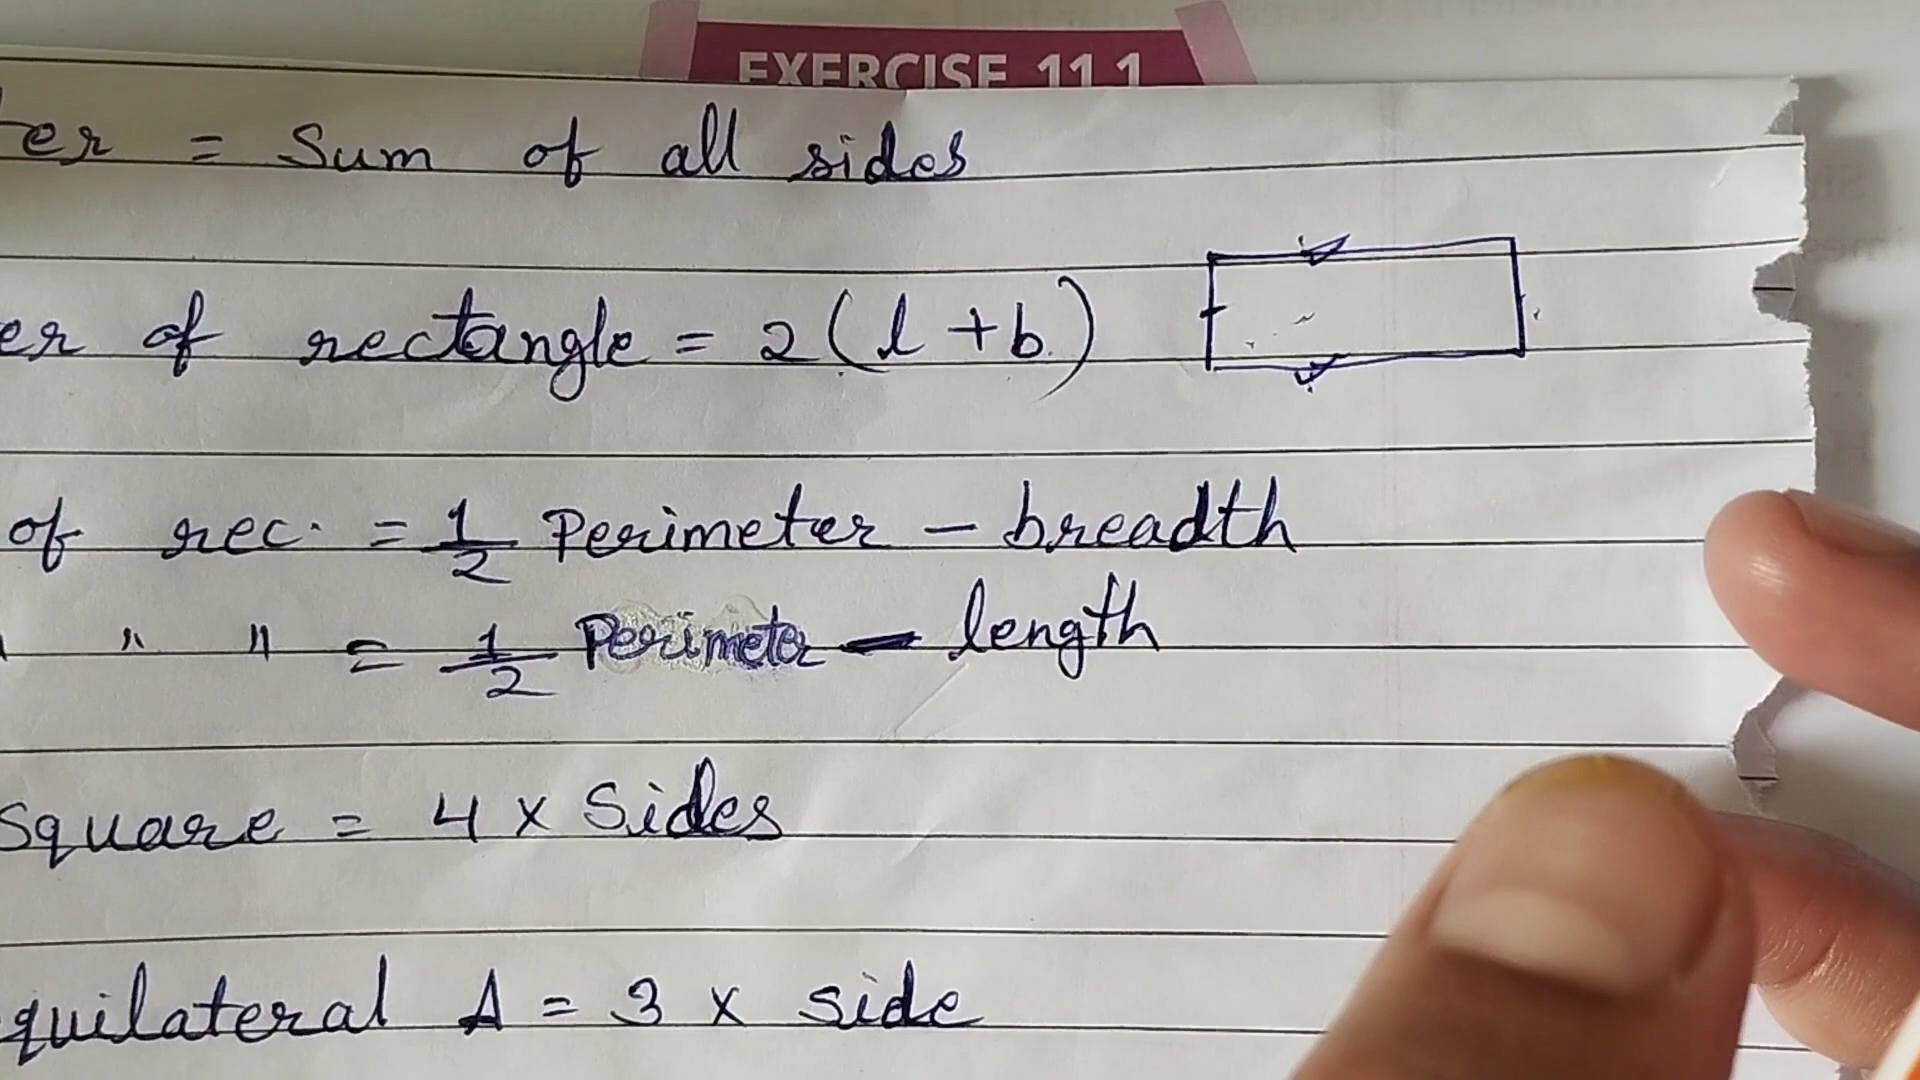 EXERCISE 11.1
ter = Sum of all sides
er of rectangle = 2 (l + b)
of rec. = 1/2 Perimeter - breadth
" " = 1/2 Perimeter - length
Square = 4 x Sides
quilateral Δ = 3 x side